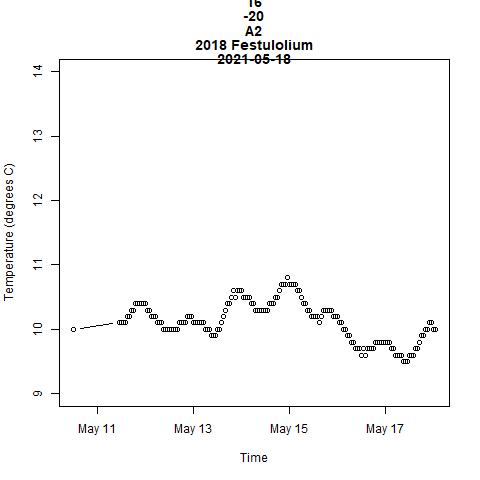 16
-20
A2
2018 Festulolium
2021-05-18
Temperature (degrees C)
14
13
12
11
10
9
May 11
May 13
May 15
May 17
Time